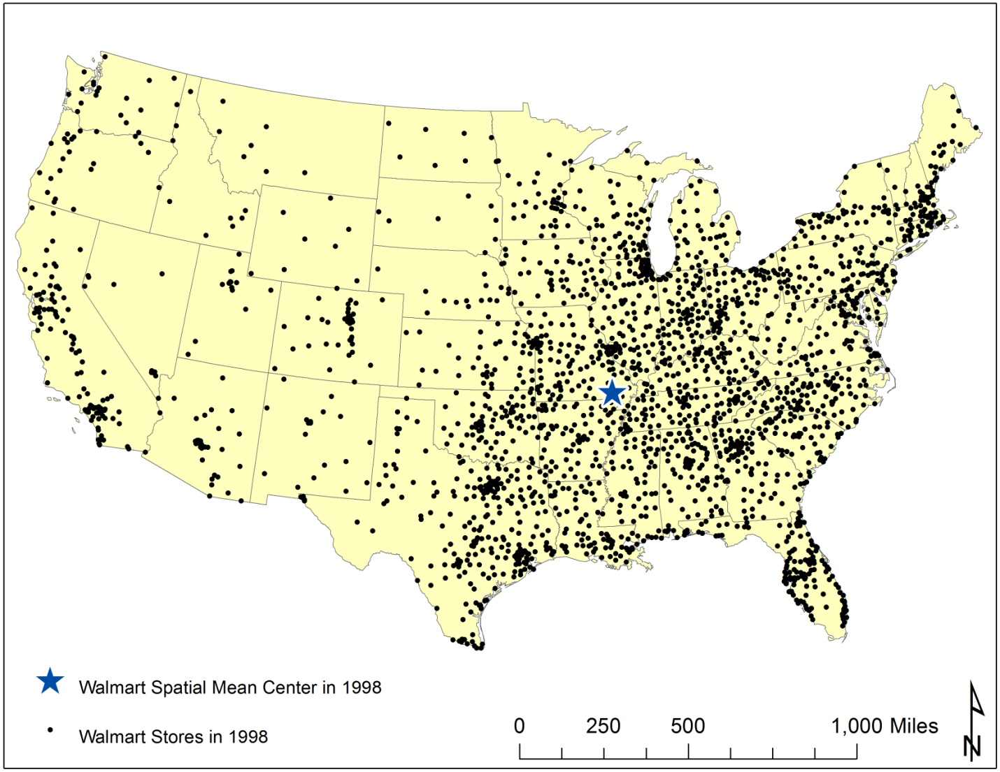 Walmart Spatial Mean Center in 1998
Walmart Stores in 1998
0 250 500 1,000 Miles
N